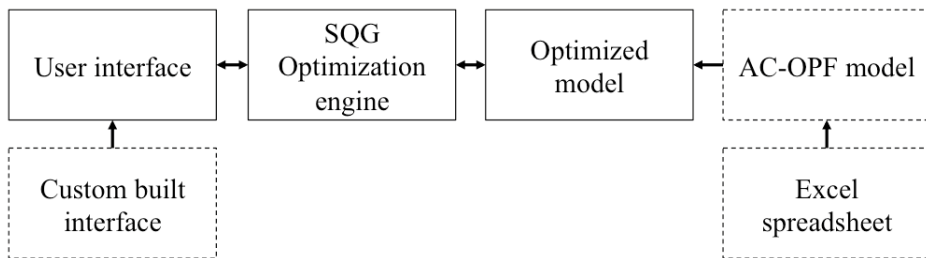 User interface
SQG
Optimization
engine
Optimized
model
AC-OPF model
Custom built
interface
Excel
spreadsheet